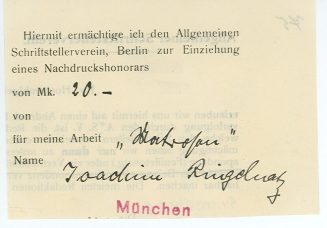 Hiermit ermächtige ich den Allgemeinen
Schriftstellerverein, Berlin zur Einziehung
eines Nachdruckshonorars
von Mk. 20.-
von
für meine Arbeit „Matrosen"
Name Joachim Ringelnatz
München